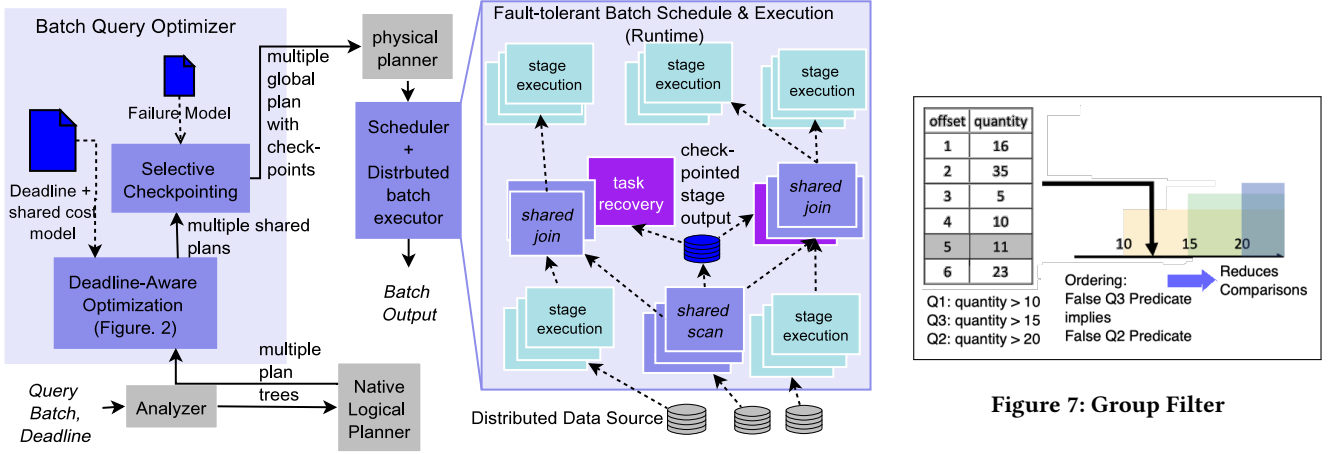 Batch Query Optimizer
Failure Model
Deadline +
shared cost
model
Selective
Checkpointing
multiple shared
plans
Deadline-Aware
Optimization
(Figure. 2)
multiple
global
plan
with
check-
points
Query
Batch,
Deadline
Analyzer
multiple
plan
trees
Native
Logical
Planner
physical
planner
Scheduler
+
Distrbuted
batch
executor
Batch
Output
Fault-tolerant Batch Schedule & Execution
(Runtime)
stage
execution
stage
execution
stage
execution
shared
join
task
recovery
check-
pointed
stage
output
shared
join
stage
execution
shared
scan
stage
execution
Distributed Data Source
offset quantity
1 16
2 35
3 5
4 10
5 11
6 23
Q1: quantity > 10
Q3: quantity > 15
Q2: quantity > 20
10 15 20
Ordering:
False Q3 Predicate
implies
False Q2 Predicate
Reduces
Comparisons
Figure 7: Group Filter